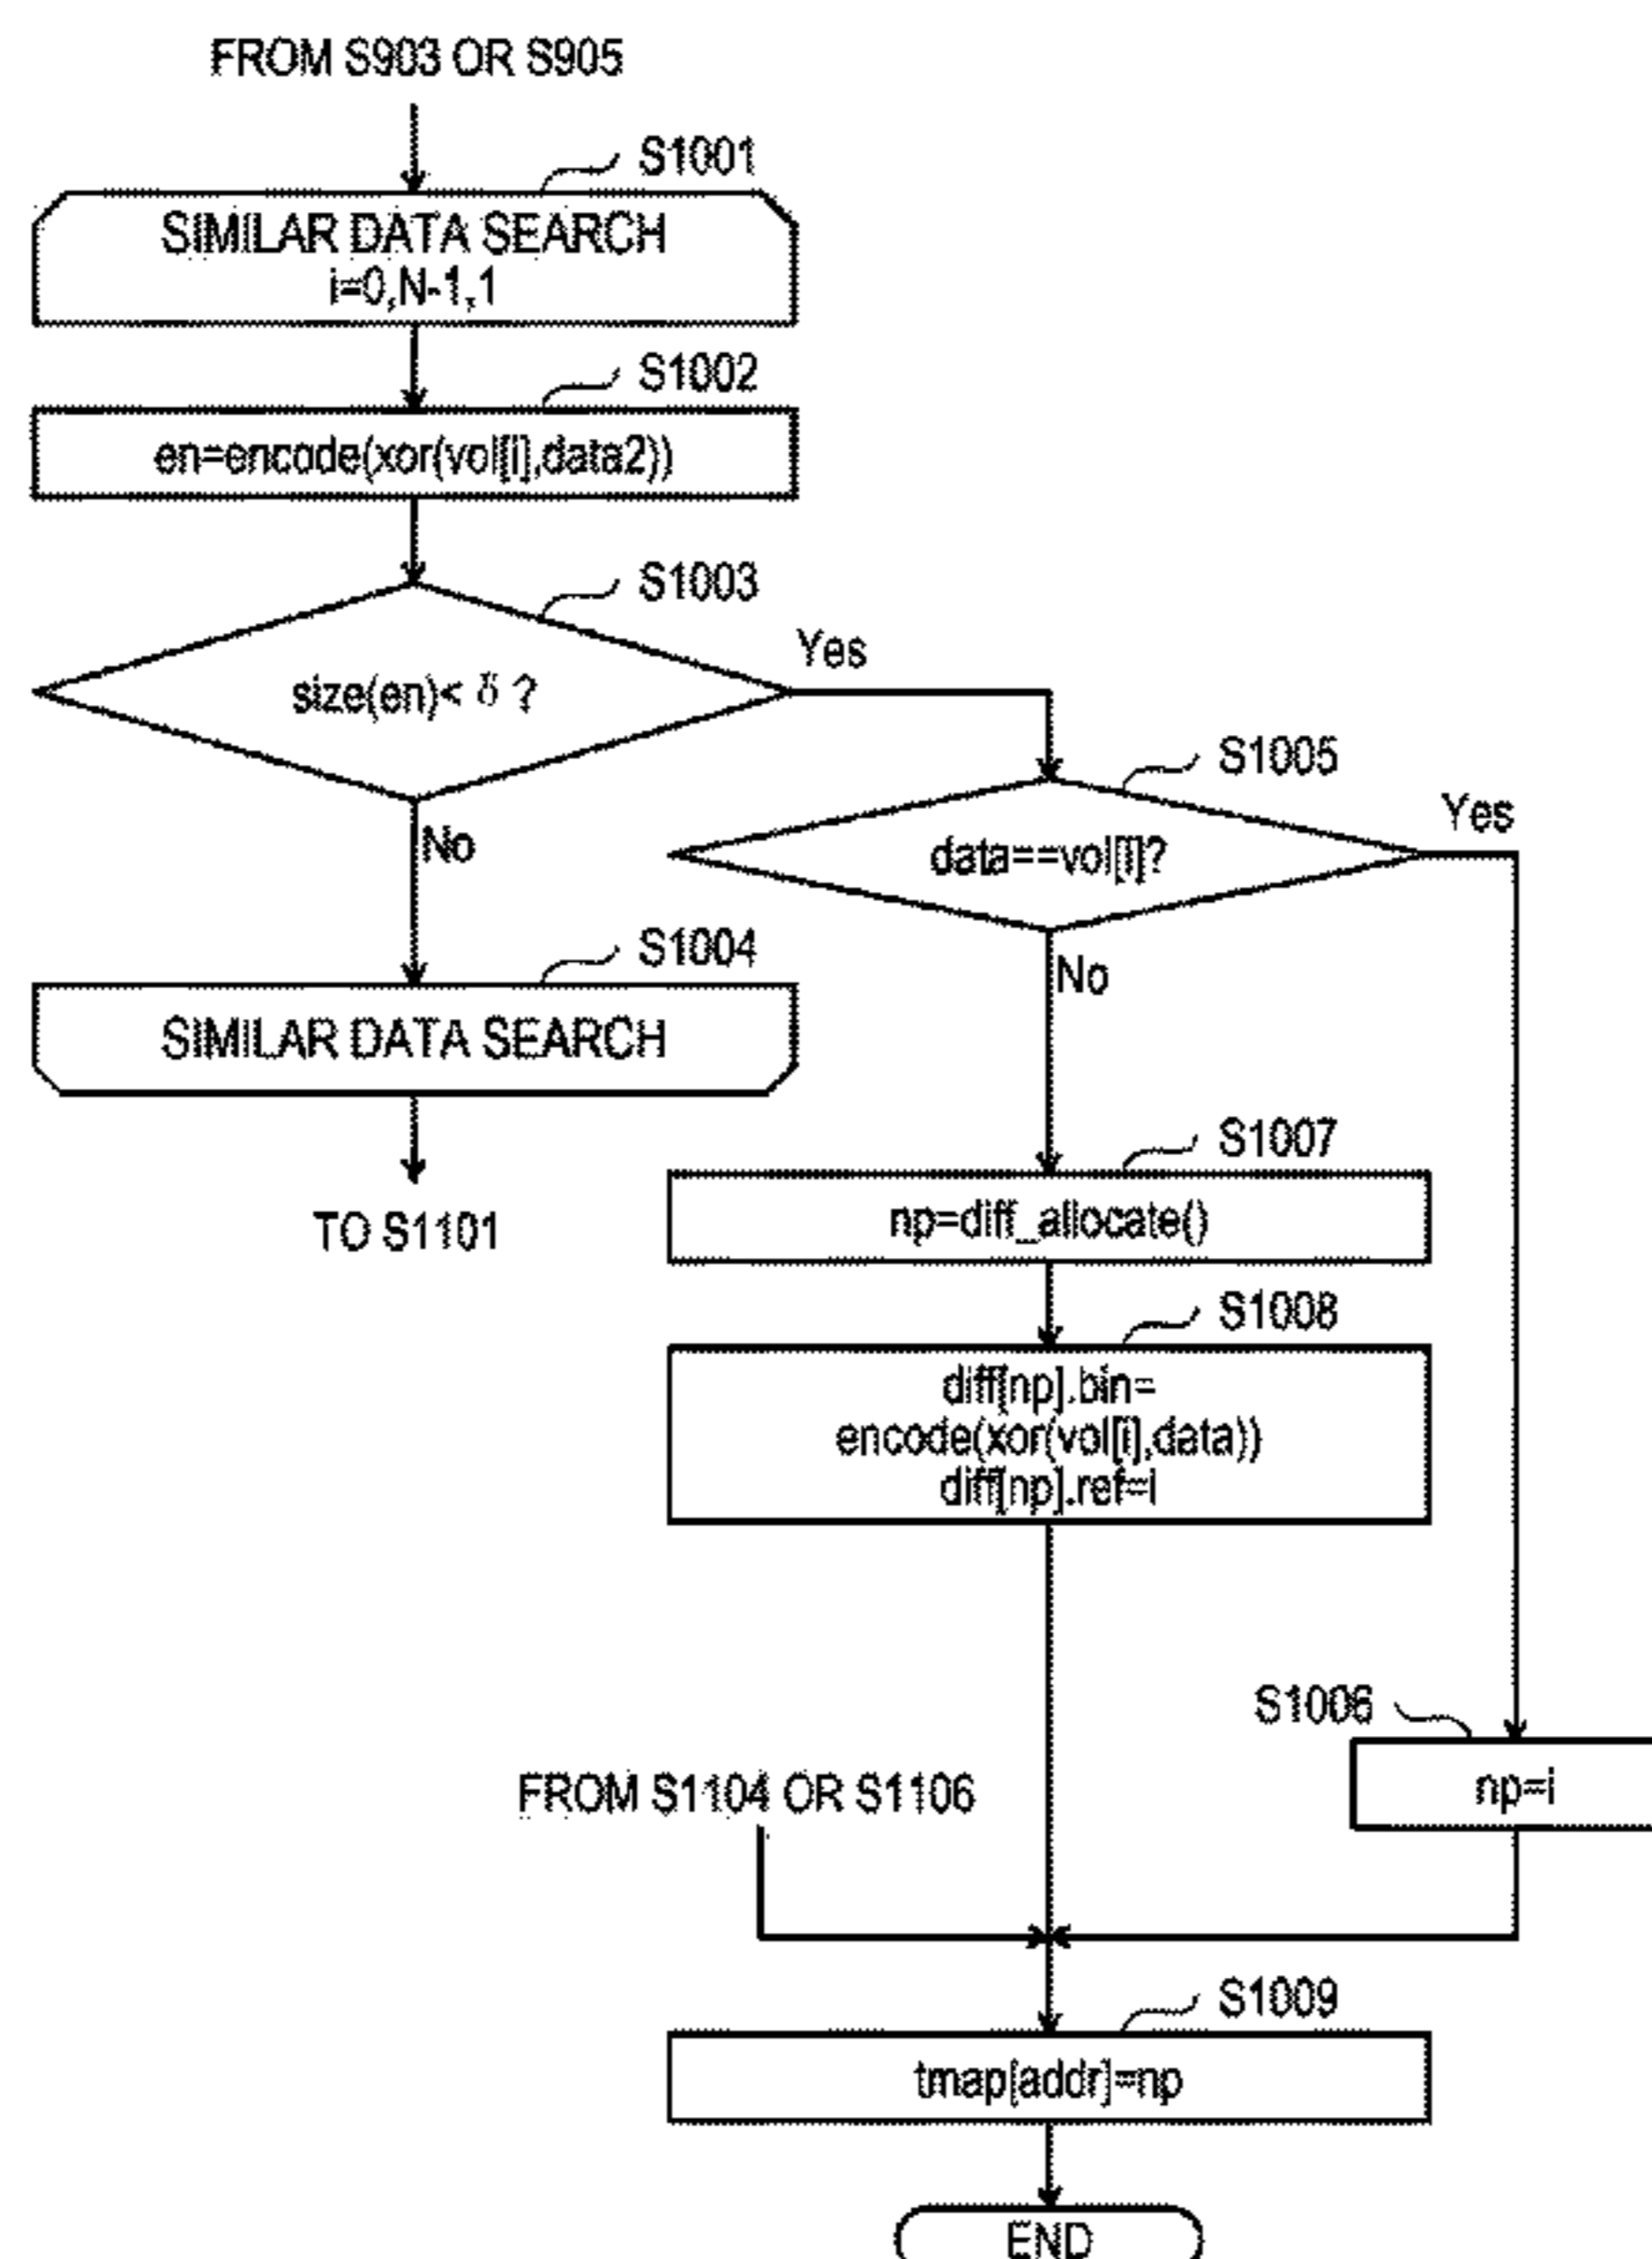 FROM S903 OR S905
S1001
SIMILAR DATA SEARCH
i=0,N-1,1
S1002
en=encode(xor(vol[i],data2))
S1003
size(en)< δ ?
Yes
No
S1005
data==vol[i]?
Yes
No
S1004
SIMILAR DATA SEARCH
TO S1101
S1007
np=diff_allocate()
S1008
diff[np].bin=
encode(xor(vol[i],data))
diff[np].ref=i
S1006
np=i
FROM S1104 OR S1106
S1009
tmap[addr]=np
END